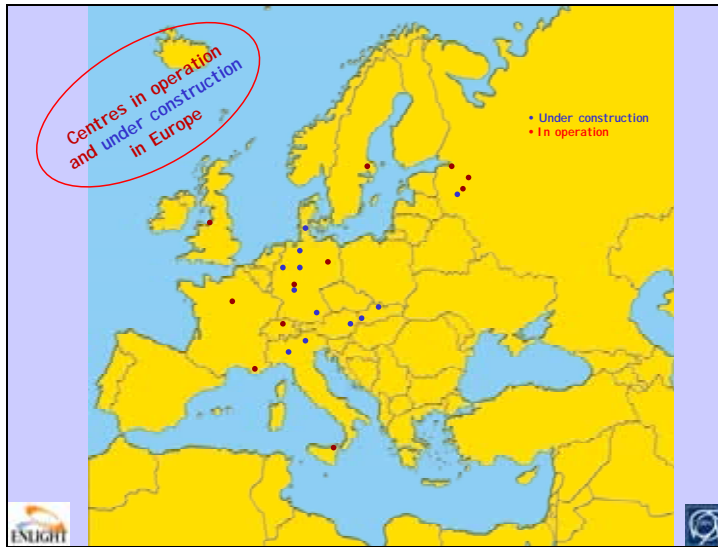 Centres in operation
and under construction
in Europe
• Under construction
• In operation
ENLIGHT